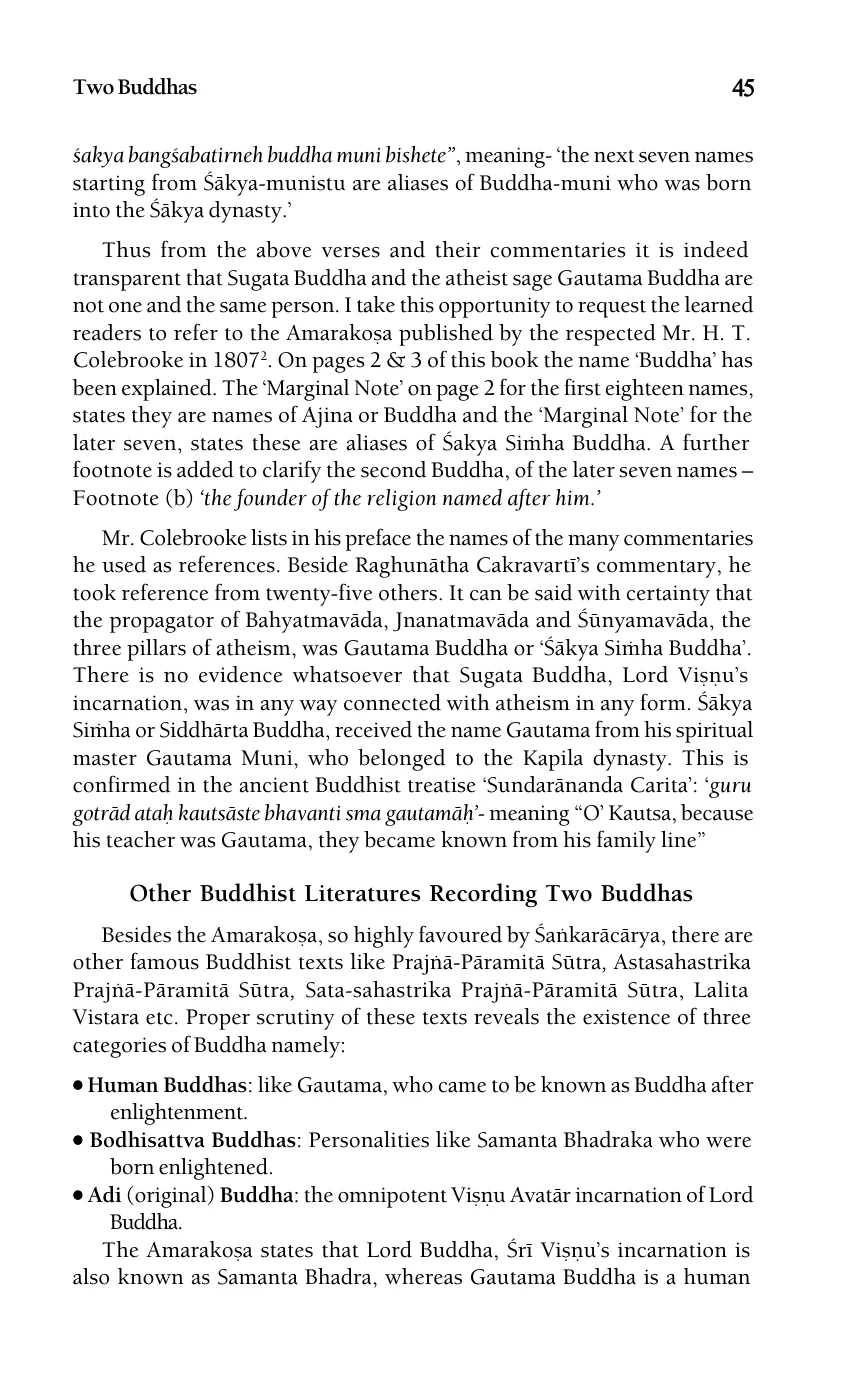 Two Buddhas 45
śakya bangśabatirneh buddha muni bishete”, meaning- ‘the next seven names
starting from Śākya-munistu are aliases of Buddha-muni who was born
into the Śākya dynasty.’
Thus from the above verses and their commentaries it is indeed
transparent that Sugata Buddha and the atheist sage Gautama Buddha are
not one and the same person. I take this opportunity to request the learned
readers to refer to the Amarakoṣa published by the respected Mr. H. T.
Colebrooke in 1807². On pages 2 & 3 of this book the name ‘Buddha’ has
been explained. The ‘Marginal Note’ on page 2 for the first eighteen names,
states they are names of Ajina or Buddha and the ‘Marginal Note’ for the
later seven, states these are aliases of Śakya Siṁha Buddha. A further
footnote is added to clarify the second Buddha, of the later seven names –
Footnote (b) ‘the founder of the religion named after him.’
Mr. Colebrooke lists in his preface the names of the many commentaries
he used as references. Beside Raghunātha Cakravartī’s commentary, he
took reference from twenty-five others. It can be said with certainty that
the propagator of Bahyatmavāda, Jnanatmavāda and Śūnyamavāda, the
three pillars of atheism, was Gautama Buddha or ‘Śākya Siṁha Buddha’.
There is no evidence whatsoever that Sugata Buddha, Lord Viṣṇu’s
incarnation, was in any way connected with atheism in any form. Śākya
Siṁha or Siddhārta Buddha, received the name Gautama from his spiritual
master Gautama Muni, who belonged to the Kapila dynasty. This is
confirmed in the ancient Buddhist treatise ‘Sundarānanda Carita’: ‘guru
gotrād ataḥ kautsāste bhavanti sma gautamāḥ’- meaning “O’ Kautsa, because
his teacher was Gautama, they became known from his family line”
Other Buddhist Literatures Recording Two Buddhas
Besides the Amarakoṣa, so highly favoured by Śaṅkarācārya, there are
other famous Buddhist texts like Prajṅā-Pāramitā Sūtra, Astasahastrika
Prajṅā-Pāramitā Sūtra, Sata-sahastrika Prajṅā-Pāramitā Sūtra, Lalita
Vistara etc. Proper scrutiny of these texts reveals the existence of three
categories of Buddha namely:
• Human Buddhas: like Gautama, who came to be known as Buddha after
enlightenment.
• Bodhisattva Buddhas: Personalities like Samanta Bhadraka who were
born enlightened.
• Adi (original) Buddha: the omnipotent Viṣṇu Avatār incarnation of Lord
Buddha.
The Amarakoṣa states that Lord Buddha, Śrī Viṣṇu’s incarnation is
also known as Samanta Bhadra, whereas Gautama Buddha is a human